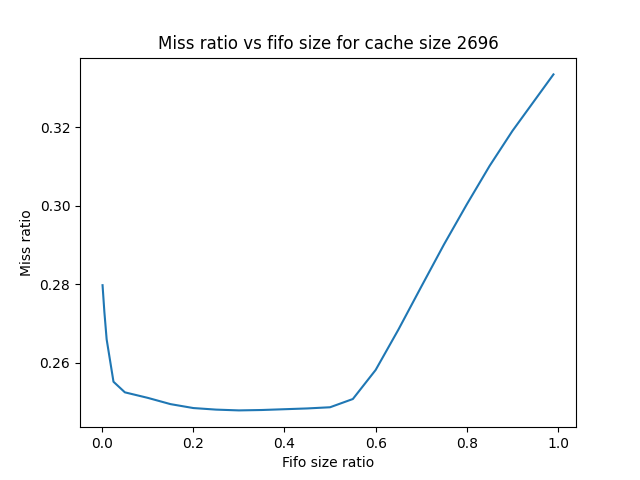 Miss ratio vs fifo size for cache size 2696
Miss ratio
0.32
0.30
0.28
0.26
0.0 0.2 0.4 0.6 0.8 1.0
Fifo size ratio